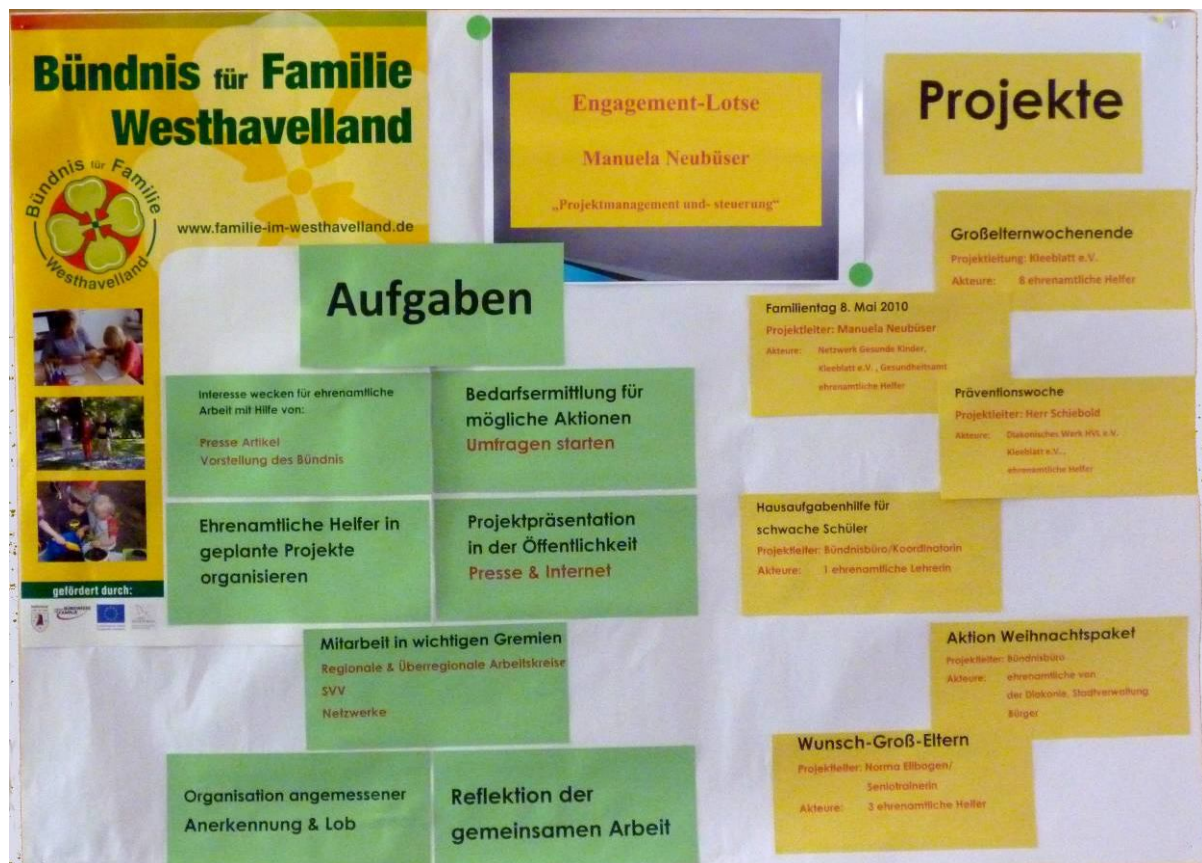 Bündnis für Familie
Westhavelland
Bündnis für Familie
Westhavelland
www.familie-im-westhavelland.de
gefördert durch:
Engagement-Lotse
Manuela Neubüser
„Projektmanagement und- steuerung“
Aufgaben
Interesse wecken für ehrenamtliche
Arbeit mit Hilfe von:
Presse Artikel
Vorstellung des Bündnis
Bedarfsermittlung für
mögliche Aktionen
Umfragen starten
Ehrenamtliche Helfer in
geplante Projekte
organisieren
Projektpräsentation
in der Öffentlichkeit
Presse & Internet
Mitarbeit in wichtigen Gremien
Regionale & Überregionale Arbeitskreise
SVV
Netzwerke
Organisation angemessener
Anerkennung & Lob
Reflektion der
gemeinsamen Arbeit
Projekte
Großelternwochenende
Projektleitung: Kleeblatt e.V.
Akteure: 8 ehrenamtliche Helfer
Familientag 8. Mai 2010
Projektleiter: Manuela Neubüser
Akteure: Netzwerk Gesunde Kinder,
Kleeblatt e.V. , Gesundheitsamt
ehrenamtliche Helfer
Präventionswoche
Projektleiter: Herr Schiebold
Akteure: Diakonisches Werk HVL e.V.
Kleeblatt e.V.,
ehrenamtliche Helfer
Hausaufgabenhilfe für
schwache Schüler
Projektleiter: Bündnisbüro/Koordinatorin
Akteure: 1 ehrenamtliche Lehrerin
Aktion Weihnachtspaket
Projektleiter: Bündnisbüro
Akteure: ehrenamtliche von
der Diakonie, Stadtverwaltung
Bürger
Wunsch-Groß-Eltern
Projektleiter: Norma Ellbogen/
Seniotrainerin
Akteure: 3 ehrenamtliche Helfer